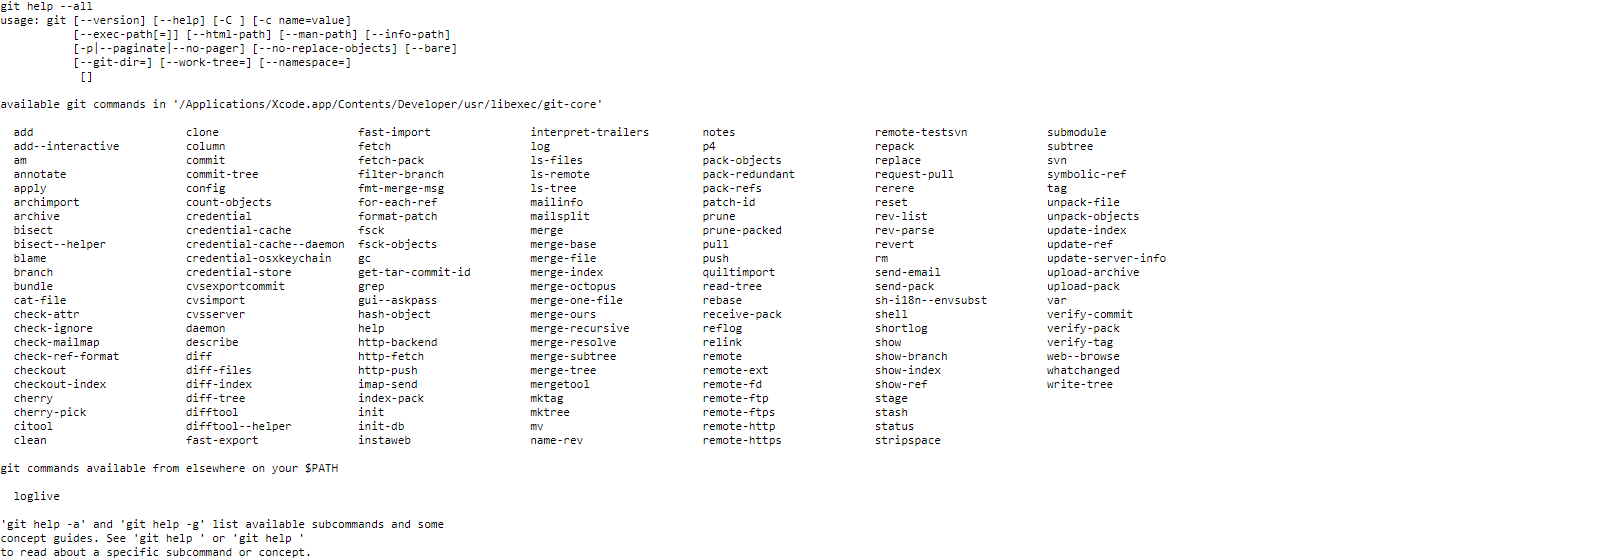 git help --all
usage: git [--version] [--help] [-C ] [-c name=value]
           [--exec-path[=]] [--html-path] [--man-path] [--info-path]
           [-p|--paginate|--no-pager] [--no-replace-objects] [--bare]
           [--git-dir=] [--work-tree=] [--namespace=]
            []

available git commands in '/Applications/Xcode.app/Contents/Developer/usr/libexec/git-core'

  add                       clone                     fast-import               interpret-trailers        notes                     remote-testsvn            submodule
  add--interactive          column                    fetch                     log                       p4                        repack                    subtree
  am                        commit                    fetch-pack                ls-files                  pack-objects              replace                   svn
  annotate                  commit-tree               filter-branch             ls-remote                 pack-redundant            request-pull              symbolic-ref
  apply                     config                    fmt-merge-msg             ls-tree                   pack-refs                 rerere                    tag
  archimport                count-objects             for-each-ref              mailinfo                  patch-id                  reset                     unpack-file
  archive                   credential                format-patch              mailsplit                 prune                     rev-list                  unpack-objects
  bisect                    credential-cache          fsck                      merge                     prune-packed              rev-parse                 update-index
  bisect--helper            credential-cache--daemon  fsck-objects              merge-base                pull                      revert                    update-ref
  blame                     credential-osxkeychain    gc                        merge-file                push                      rm                        update-server-info
  branch                    credential-store          get-tar-commit-id         merge-index               quiltimport               send-email                upload-archive
  bundle                    cvsexportcommit           grep                      merge-octopus             read-tree                 send-pack                 upload-pack
  cat-file                  cvsimport                 gui--askpass              merge-one-file            rebase                    sh-i18n--envsubst         var
  check-attr                cvsserver                 hash-object               merge-ours                receive-pack              shell                     verify-commit
  check-ignore              daemon                    help                      merge-recursive           reflog                    shortlog                  verify-pack
  check-mailmap             describe                  http-backend              merge-resolve             relink                    show                      verify-tag
  check-ref-format          diff                      http-fetch                merge-subtree             remote                    show-branch               web--browse
  checkout                  diff-files                http-push                 merge-tree                remote-ext                show-index                whatchanged
  checkout-index            diff-index                imap-send                 mergetool                 remote-fd                 show-ref                  write-tree
  cherry                    diff-tree                 index-pack                mktag                     remote-ftp                stage
  cherry-pick               difftool                  init                      mktree                    remote-ftps               stash
  citool                    difftool--helper          init-db                   mv                        remote-http               status
  clean                     fast-export               instaweb                  name-rev                  remote-https              stripspace

git commands available from elsewhere on your $PATH

  loglive

'git help -a' and 'git help -g' list available subcommands and some
concept guides. See 'git help ' or 'git help '
to read about a specific subcommand or concept.